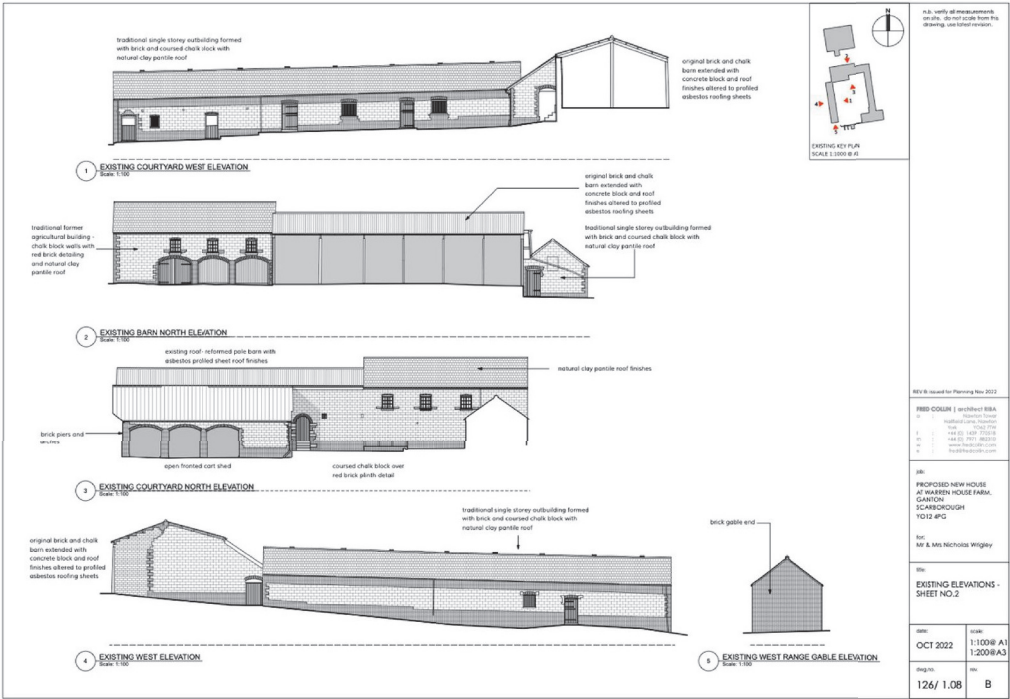 traditional single storey outbuilding formed
with brick and coursed chalk block with
natural clay pantile roof
original brick and chalk
barn extended with
concrete block and roof
finishes altered to profiled
asbestos roofing sheets
1
EXISTING COURTYARD WEST ELEVATION
Scale: 1:100
original brick and chalk
barn extended with
concrete block and roof
finishes altered to profiled
asbestos roofing sheets
traditional single storey outbuilding formed
with brick and coursed chalk block with
natural clay pantile roof
traditional former
agricultural building -
chalk block walls with
red brick detailing
and natural clay
pantile roof
2
EXISTING BARN NORTH ELEVATION
Scale: 1:100
existing roof - reformed pole barn with
asbestos profiled sheet roof finishes
natural clay pantile roof finishes
brick piers and
open fronted cart shed
coursed chalk block over
red brick plinth detail
3
EXISTING COURTYARD NORTH ELEVATION
Scale: 1:100
traditional single storey outbuilding formed
with brick and coursed chalk block with
natural clay pantile roof
original brick and chalk
barn extended with
concrete block and roof
finishes altered to profiled
asbestos roofing sheets
brick gable end
4
EXISTING WEST ELEVATION
Scale: 1:100
5
EXISTING WEST RANGE GABLE ELEVATION
Scale: 1:100
N
2
3
4
1
5
EXISTING KEY PLAN
SCALE 1:1000 @ A1
n.b. verify all measurements
on site. do not scale from this
drawing. use latest revision.
REV B: issued for Planning Nov 2022
FRED COLLIN | architect RIBA
job:
PROPOSED NEW HOUSE
AT WARREN HOUSE FARM,
GANTON
SCARBOROUGH
YO12 4PG
for:
Mr & Mrs Nicholas Wrigley
title:
EXISTING ELEVATIONS -
SHEET NO.2
date:
OCT 2022
scale:
1:100@ A1
1:200@A3
dwg.no.
126/ 1.08
rev
B